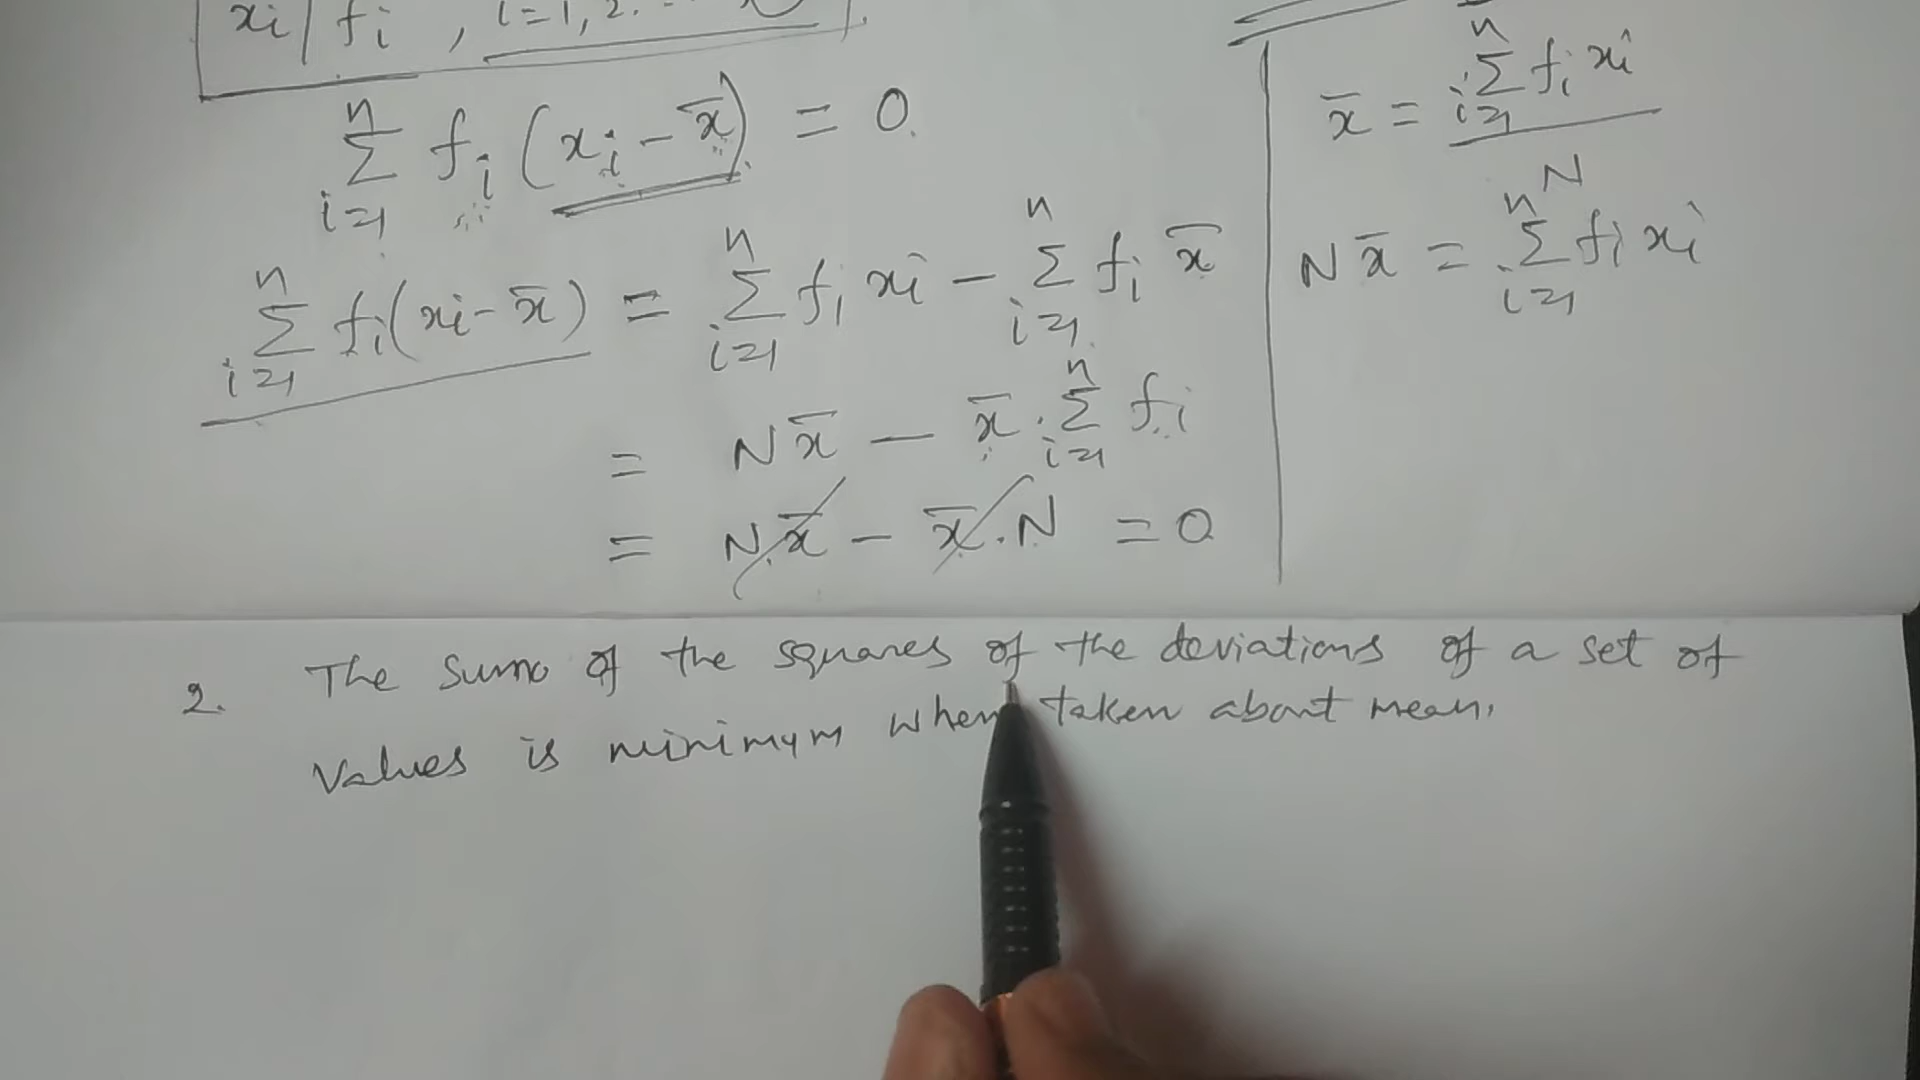 xi | fi , i=1, 2.
n
Σ fi (xi - x̄) = 0.
i=1
n n n
Σ fi(xi - x̄) = Σ fi xi - Σ fi x̄
i=1 i=1 i=1
n
= N x̄ - x̄ . Σ fi
i=1
= N x̄ - x̄ . N = 0
n
x̄ = Σ fi xi
i=1
N
n
N x̄ = Σ fi xi
i=1
2. The sum of the squares of the deviations of a set of
values is minimum when taken about mean.